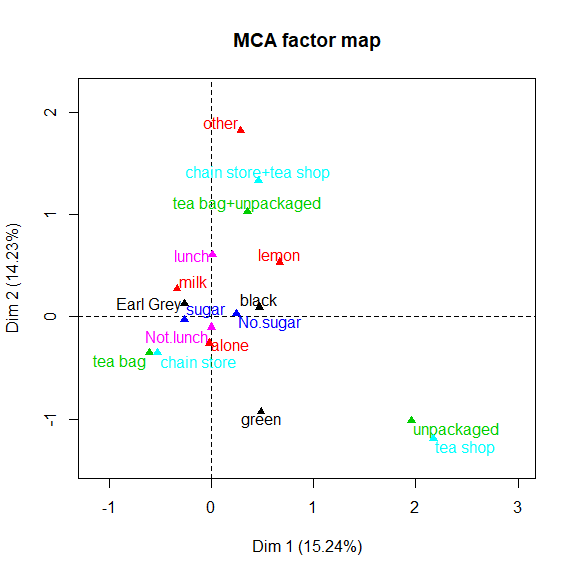 MCA factor map
other
chain store+tea shop
tea bag+unpackaged
lunch
lemon
milk
Earl Grey
sugar
black
No.sugar
Not.lunch
alone
tea bag
chain store
green
unpackaged
tea shop
2
1
0
-1
Dim 2 (14.23%)
-1 0 1 2 3
Dim 1 (15.24%)